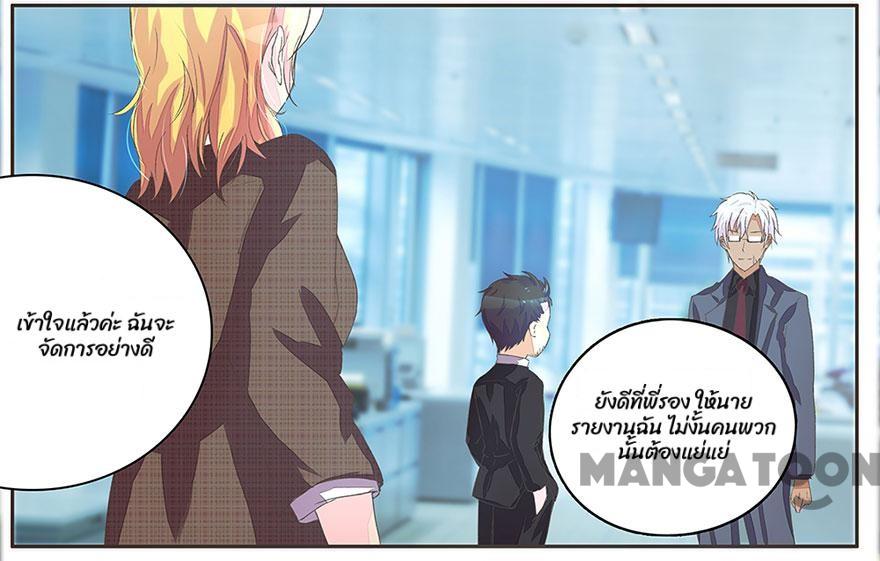 เข้าใจแล้วค่ะ ฉันจะ
จัดการอย่างดี
ยังดีที่พี่รอง ให้นาย
รายงานฉัน ไม่งั้นคนพวก
นั้นต้องแย่แย่
MANGATOON